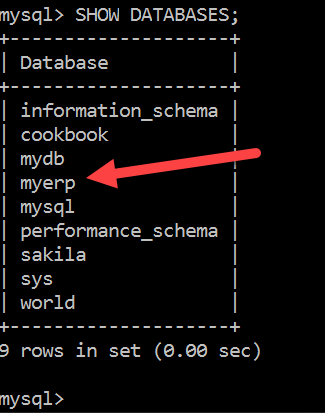 mysql> SHOW DATABASES;
+--------------------+
| Database           |
+--------------------+
| information_schema |
| cookbook           |
| mydb               |
| myerp              |
| mysql              |
| performance_schema |
| sakila             |
| sys                |
| world              |
+--------------------+
9 rows in set (0.00 sec)
mysql>